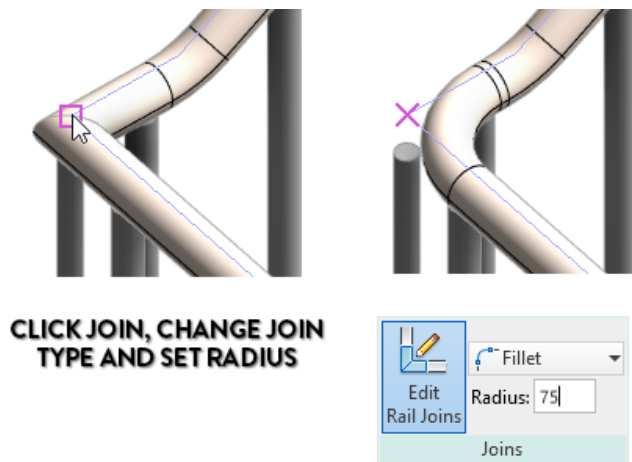 CLICK JOIN, CHANGE JOIN
TYPE AND SET RADIUS
Edit
Rail Joins
Fillet
Radius: 75
Joins